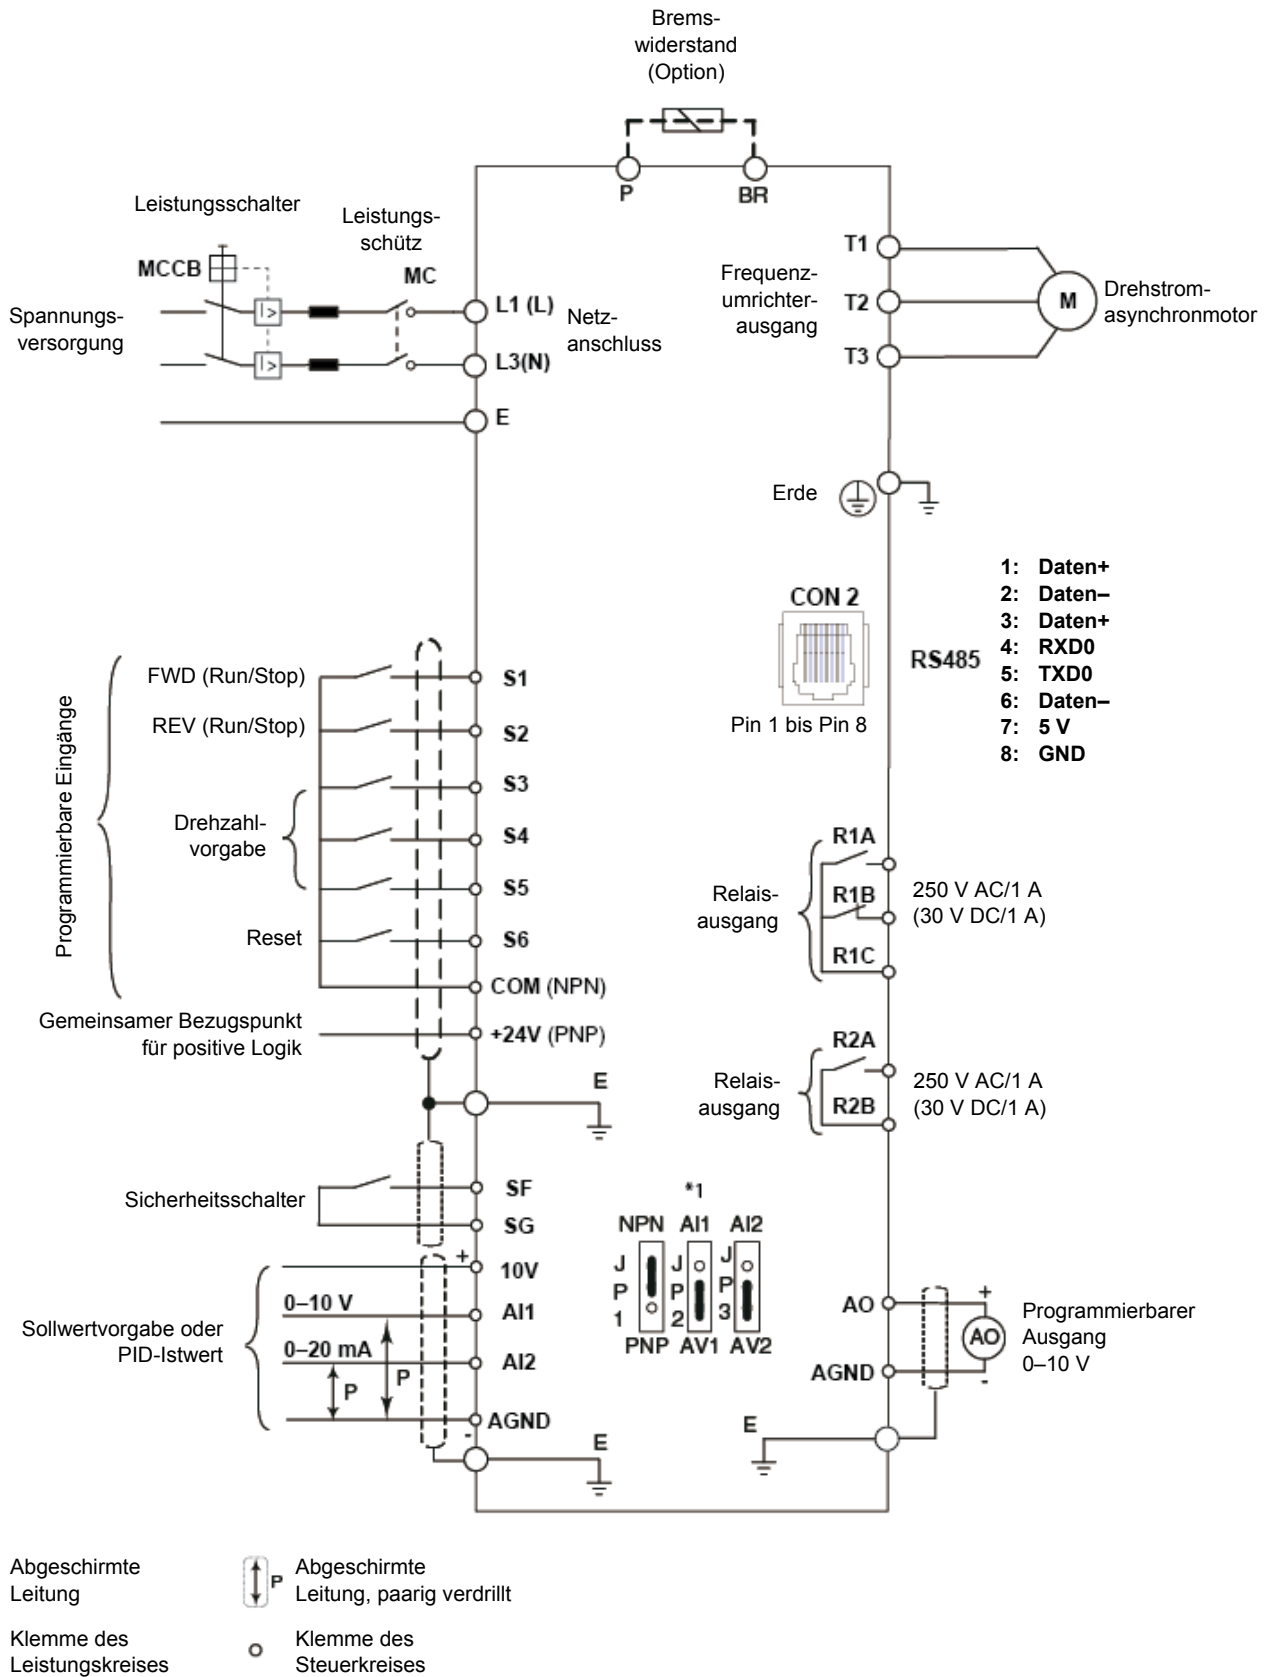 Brems-
widerstand
(Option)
P
BR
Leistungsschalter
Leistungs-
schütz
MCCB
MC
Spannungs-
versorgung
I>
I>
L1 (L)
L3(N)
Netz-
anschluss
E
T1
T2
T3
Frequenz-
umrichter-
ausgang
M
Drehstrom-
asynchronmotor
Erde
CON 2
Pin 1 bis Pin 8
RS485
1: Daten+
2: Daten–
3: Daten+
4: RXD0
5: TXD0
6: Daten–
7: 5 V
8: GND
Programmierbare Eingänge
FWD (Run/Stop)
REV (Run/Stop)
Drehzahl-
vorgabe
Reset
S1
S2
S3
S4
S5
S6
COM (NPN)
+24V (PNP)
Gemeinsamer Bezugspunkt
für positive Logik
E
Relais-
ausgang
R1A
R1B
R1C
250 V AC/1 A
(30 V DC/1 A)
Relais-
ausgang
R2A
R2B
250 V AC/1 A
(30 V DC/1 A)
Sicherheitsschalter
SF
SG
*1
NPN AI1 AI2
J J J
P P P
1 2 3
PNP AV1 AV2
Sollwertvorgabe oder
PID-Istwert
+
10V
0–10 V
AI1
0–20 mA
AI2
P
P
AGND
-
E
AO
AGND
+
AO
-
Programmierbarer
Ausgang
0–10 V
E
Abgeschirmte
Leitung
P
Abgeschirmte
Leitung, paarig verdrillt
Klemme des
Leistungskreises
Klemme des
Steuerkreises